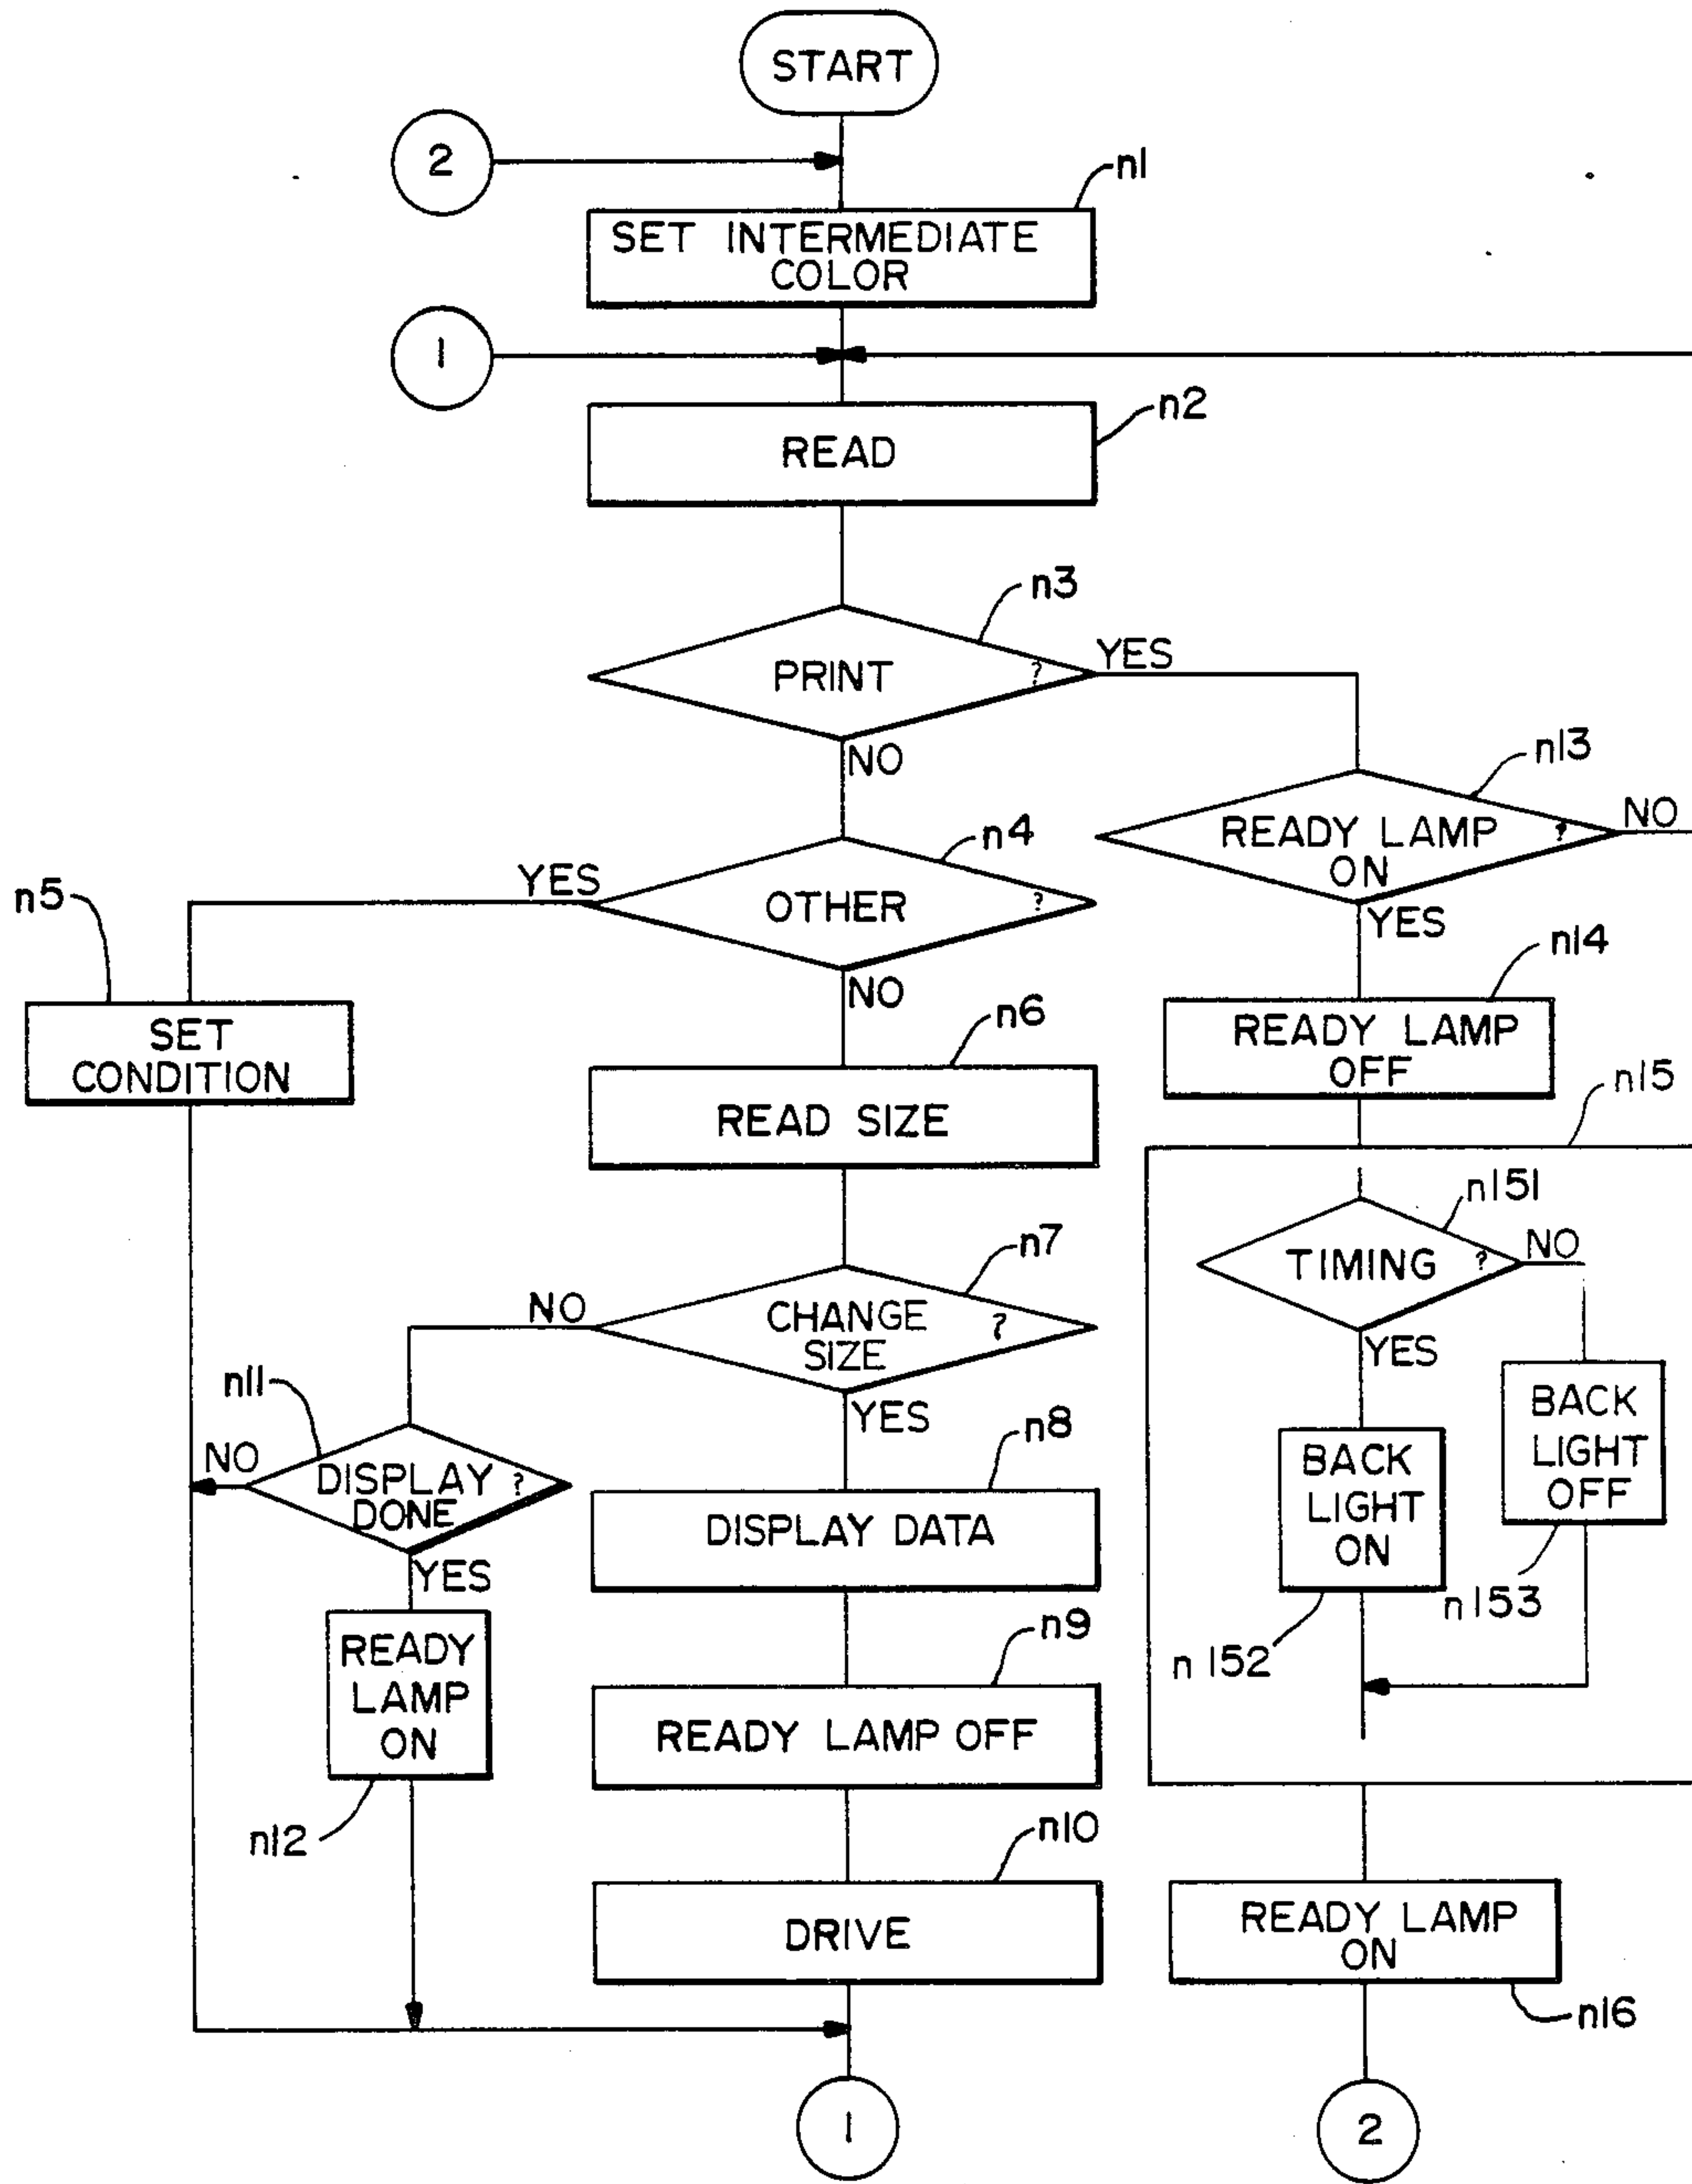 START
2
n1
SET INTERMEDIATE
COLOR
1
n2
READ
n3
PRINT ?
YES
NO
n13
READY LAMP ?
ON
NO
YES
n4
OTHER ?
YES
NO
n5
SET
CONDITION
n14
READY LAMP
OFF
n6
READ SIZE
n15
n151
TIMING ?
NO
YES
n7
CHANGE ?
SIZE
NO
YES
n11
DISPLAY ?
DONE
NO
YES
BACK
LIGHT
OFF
n153
BACK
LIGHT
ON
n152
n8
DISPLAY DATA
READY
LAMP
ON
n12
n9
READY LAMP OFF
n10
DRIVE
READY LAMP
ON
n16
1
2